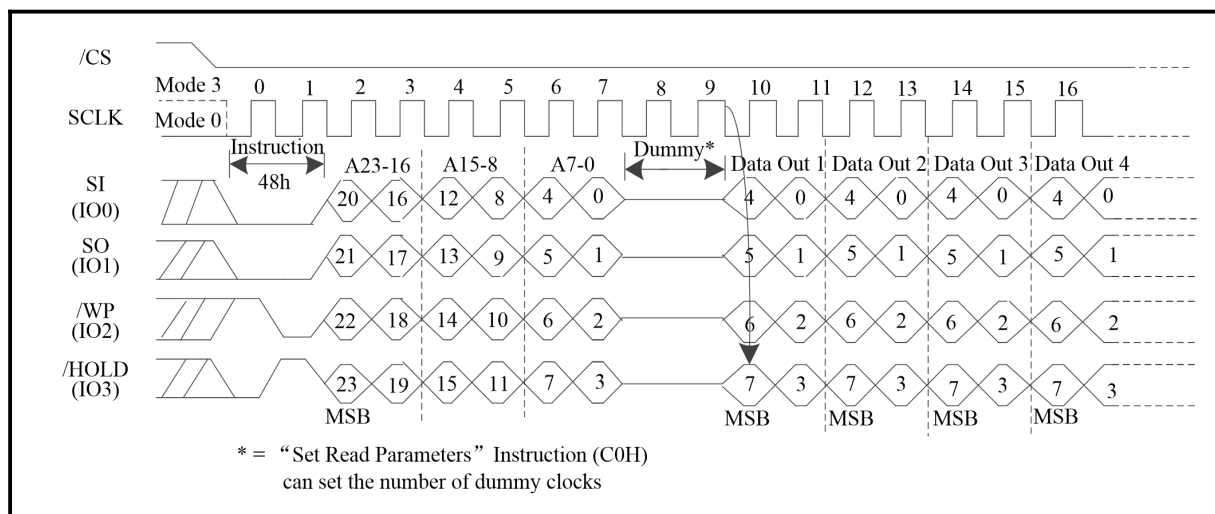 /CS
Mode 3 0 1 2 3 4 5 6 7 8 9 10 11 12 13 14 15 16
SCLK Mode 0
Instruction Dummy*
48h A23-16 A15-8 A7-0 Data Out 1 Data Out 2 Data Out 3 Data Out 4
SI
(IO0) 20 16 12 8 4 0 4 0 4 0 4 0 4 0
SO
(IO1) 21 17 13 9 5 1 5 1 5 1 5 1 5 1
/WP
(IO2) 22 18 14 10 6 2 6 2 6 2 6 2 6 2
/HOLD
(IO3) 23 19 15 11 7 3 7 3 7 3 7 3 7 3
MSB MSB MSB MSB MSB
* = “Set Read Parameters” Instruction (C0H)
can set the number of dummy clocks